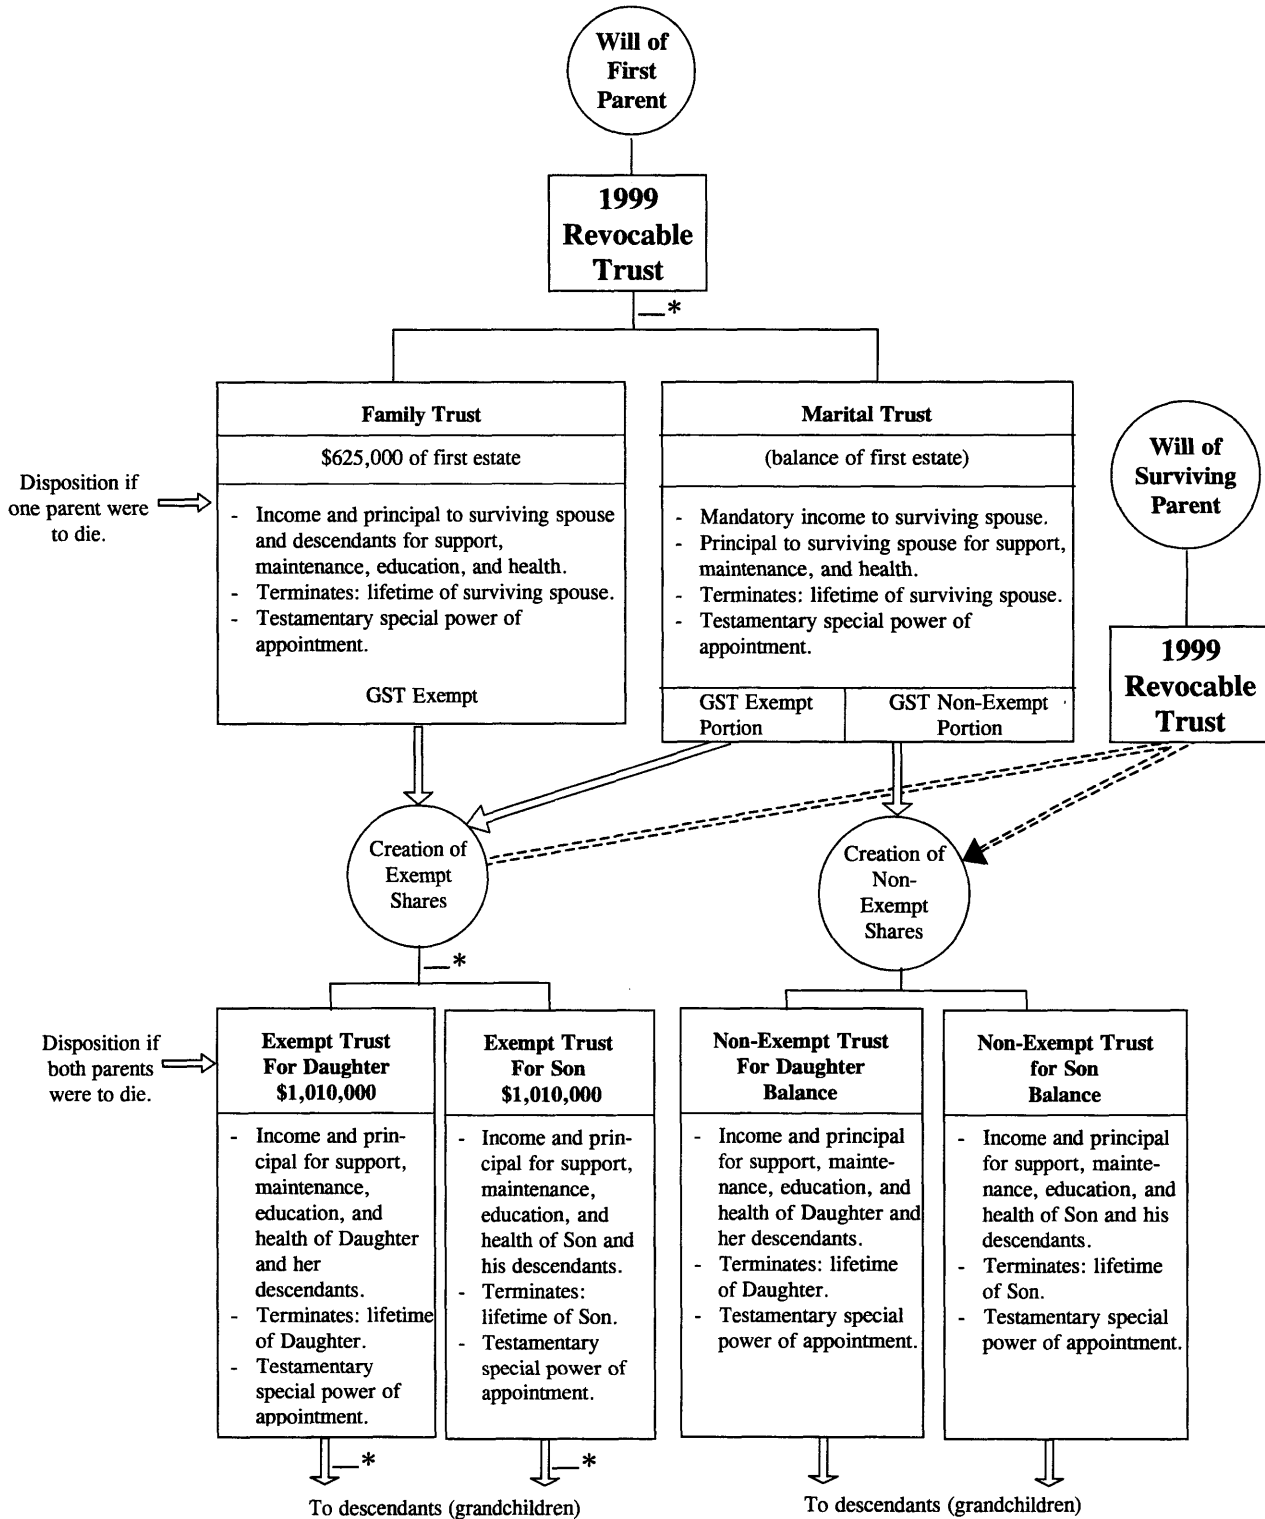 Will of
First
Parent
1999
Revocable
Trust
—*
Family Trust
$625,000 of first estate
- Income and principal to surviving spouse
and descendants for support,
maintenance, education, and health.
- Terminates: lifetime of surviving spouse.
- Testamentary special power of
appointment.
GST Exempt
Marital Trust
(balance of first estate)
- Mandatory income to surviving spouse.
- Principal to surviving spouse for support,
maintenance, and health.
- Terminates: lifetime of surviving spouse.
- Testamentary special power of
appointment.
GST Exempt
Portion
GST Non-Exempt
Portion
Will of
Surviving
Parent
1999
Revocable
Trust
Disposition if
one parent were
to die.
Creation of
Exempt
Shares
Creation of
Non-
Exempt
Shares
—*
Disposition if
both parents
were to die.
Exempt Trust
For Daughter
$1,010,000
- Income and prin-
cipal for support,
maintenance,
education, and
health of Daughter
and her
descendants.
- Terminates: lifetime
of Daughter.
- Testamentary
special power of
appointment.
Exempt Trust
For Son
$1,010,000
- Income and prin-
cipal for support,
maintenance,
education, and
health of Son and
his descendants.
- Terminates:
lifetime of Son.
- Testamentary
special power of
appointment.
Non-Exempt Trust
For Daughter
Balance
- Income and principal
for support, mainte-
nance, education, and
health of Daughter and
her descendants.
- Terminates: lifetime
of Daughter.
- Testamentary special
power of appointment.
Non-Exempt Trust
for Son
Balance
- Income and principal
for support, mainte-
nance, education, and
health of Son and his
descendants.
- Terminates: lifetime
of Son.
- Testamentary special
power of appointment.
—*
—*
To descendants (grandchildren)
To descendants (grandchildren)